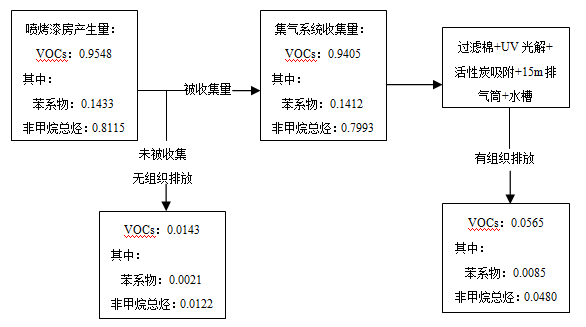 喷烤漆房产生量：
VOCs：0.9548
其中：
苯系物：0.1433
非甲烷总烃：0.8115
被收集量
集气系统收集量：
VOCs：0.9405
其中：
苯系物：0.1412
非甲烷总烃：0.7993
过滤棉+UV 光解+
活性炭吸附+15m 排
气筒+水槽
未被收集
无组织排放
有组织排放
VOCs：0.0143
其中：
苯系物：0.0021
非甲烷总烃：0.0122
VOCs：0.0565
其中：
苯系物：0.0085
非甲烷总烃：0.0480